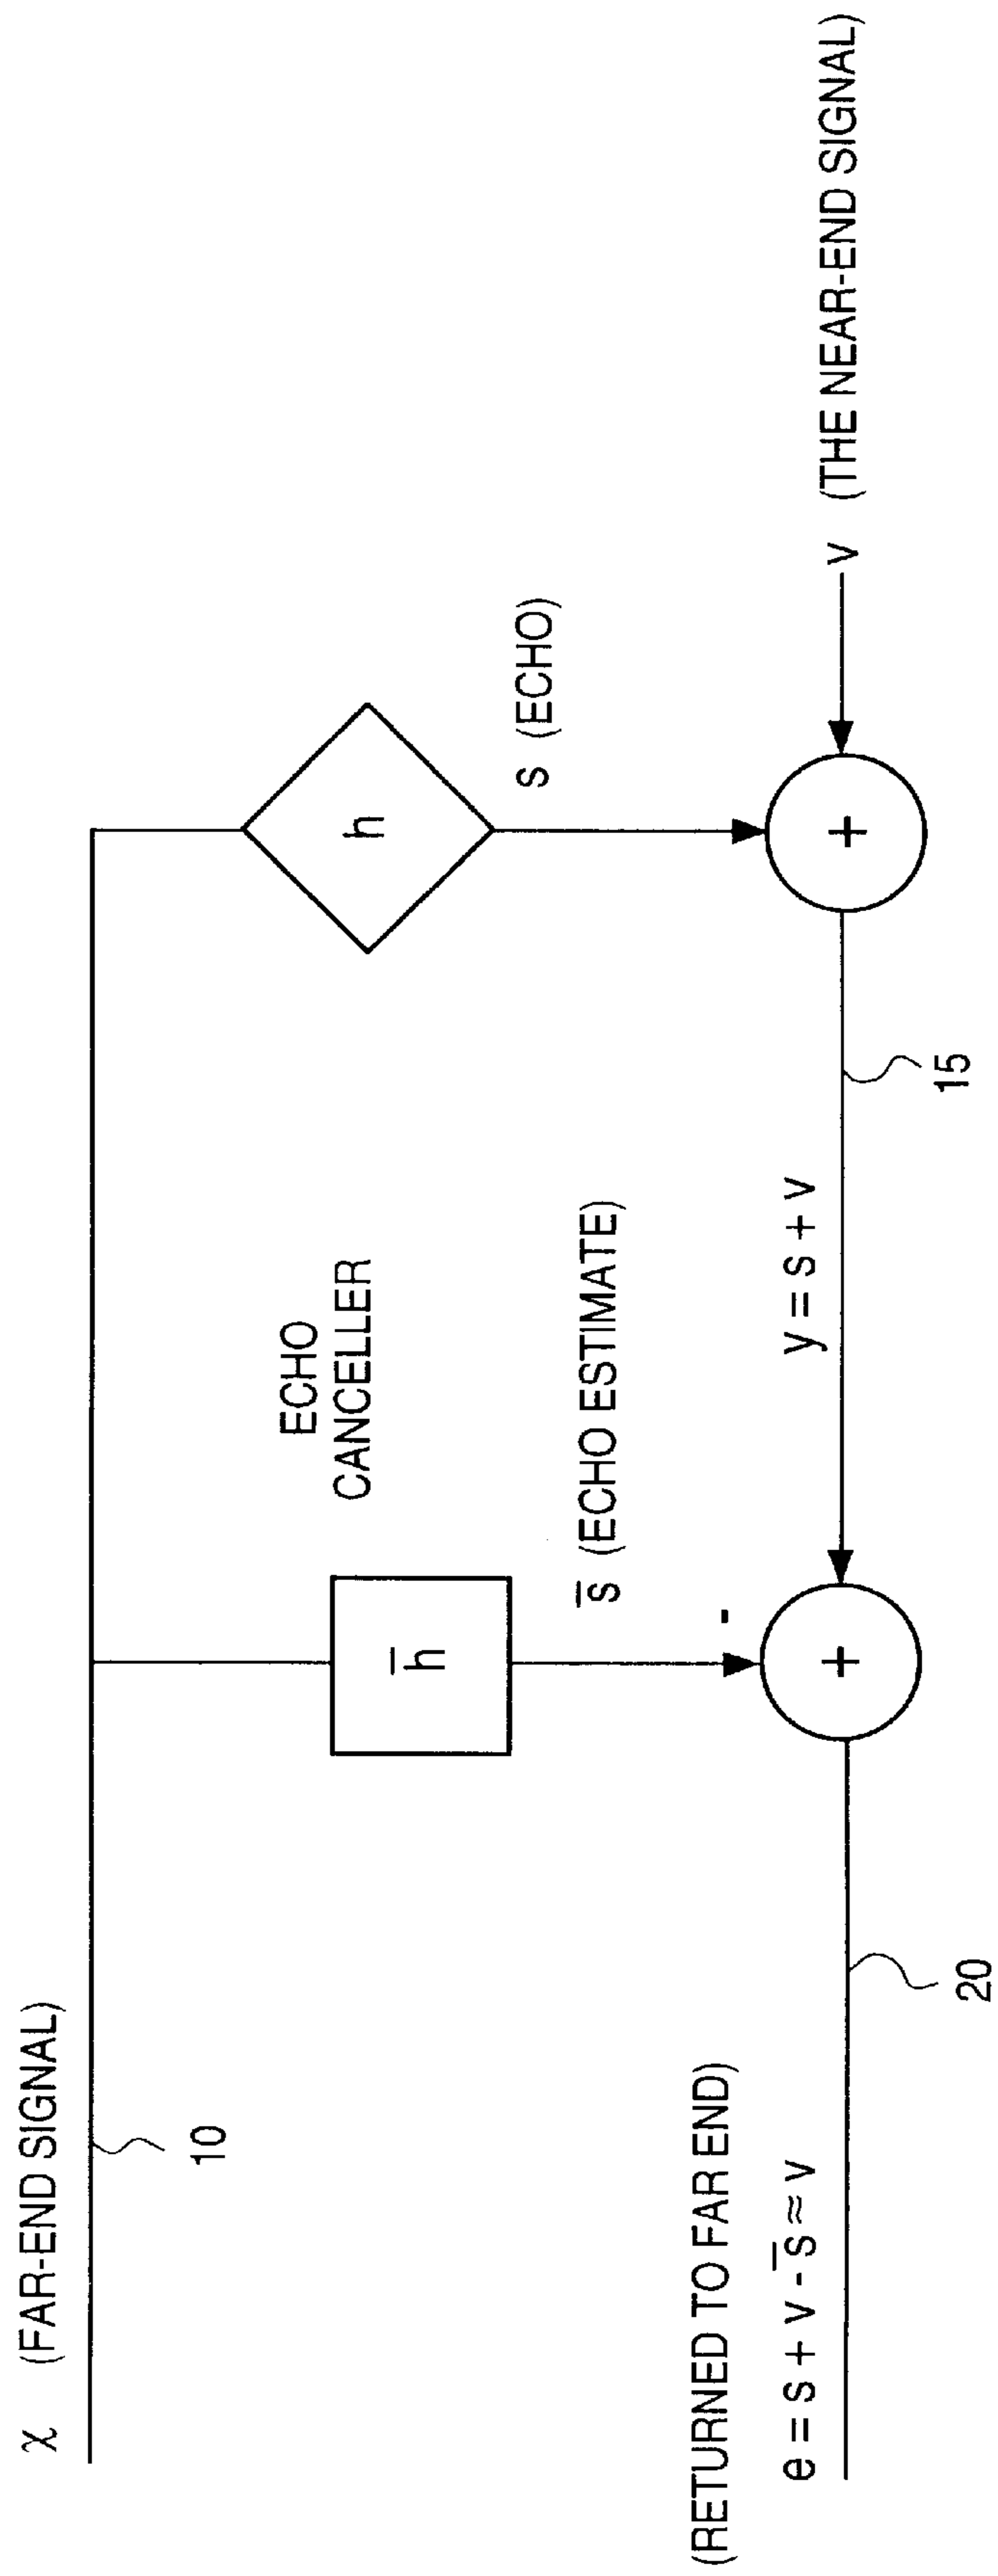 χ (FAR-END SIGNAL)
10
ECHO
CANCELLER
h̅
h
s̅ (ECHO ESTIMATE)
s (ECHO)
-
(RETURNED TO FAR END)
e = s + v - s̅ ≈ v
+
y = s + v
+
v (THE NEAR-END SIGNAL)
20
15